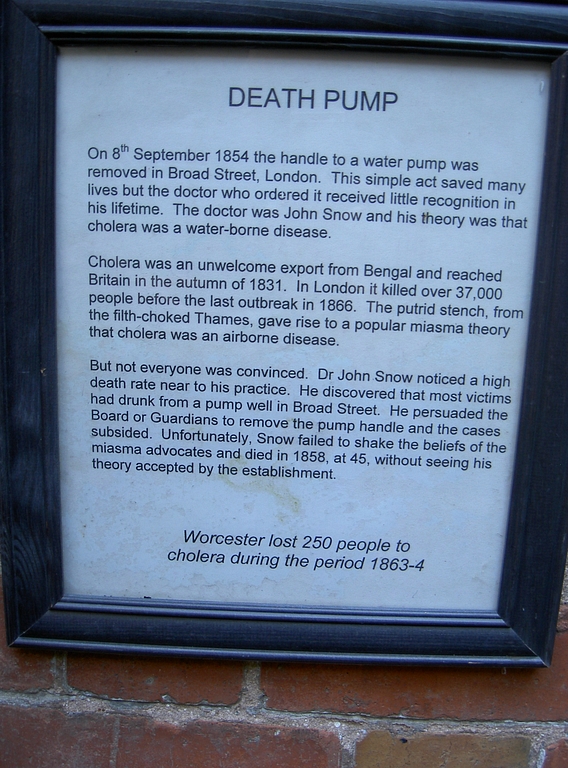 DEATH PUMP
On 8th September 1854 the handle to a water pump was
removed in Broad Street, London. This simple act saved many
lives but the doctor who ordered it received little recognition in
his lifetime. The doctor was John Snow and his theory was that
cholera was a water-borne disease.
Cholera was an unwelcome export from Bengal and reached
Britain in the autumn of 1831. In London it killed over 37,000
people before the last outbreak in 1866. The putrid stench, from
the filth-choked Thames, gave rise to a popular miasma theory
that cholera was an airborne disease.
But not everyone was convinced. Dr John Snow noticed a high
death rate near to his practice. He discovered that most victims
had drunk from a pump well in Broad Street. He persuaded the
Board or Guardians to remove the pump handle and the cases
subsided. Unfortunately, Snow failed to shake the beliefs of the
miasma advocates and died in 1858, at 45, without seeing his
theory accepted by the establishment.
Worcester lost 250 people to
cholera during the period 1863-4